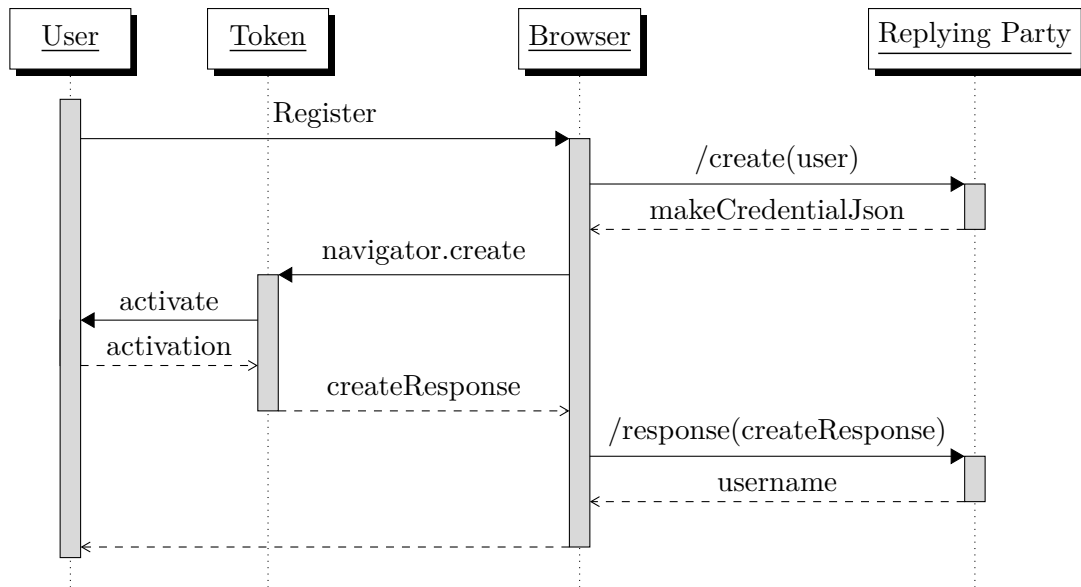 User
Token
Browser
Replying Party
Register
/create(user)
makeCredentialJson
navigator.create
activate
activation
createResponse
/response(createResponse)
username